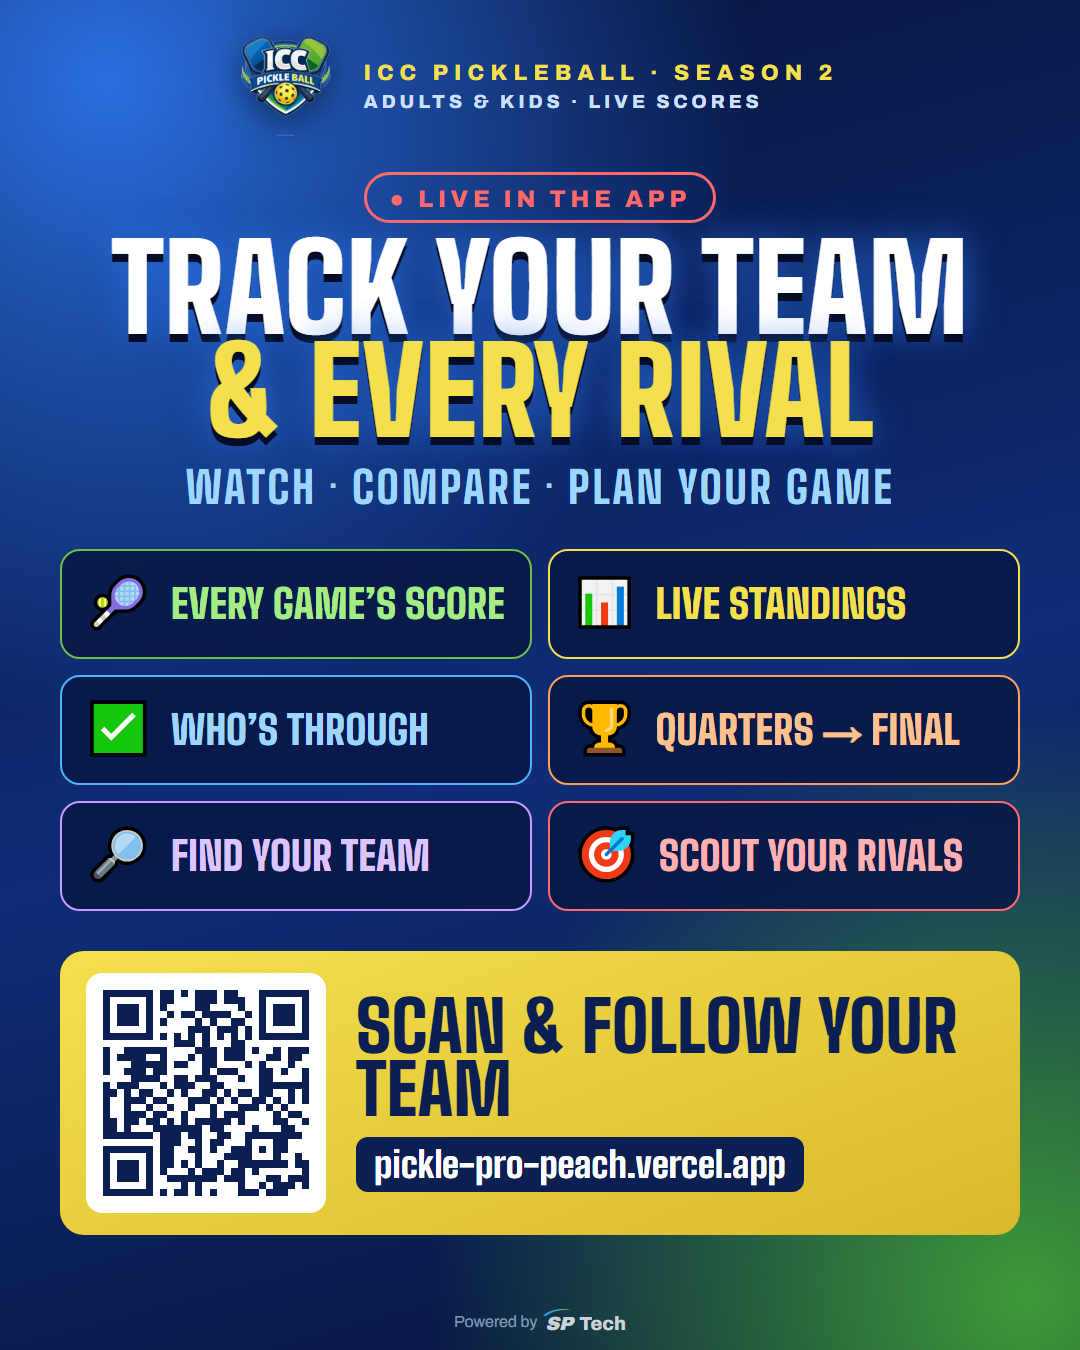 ICC
PICKLE BALL
ICC PICKLEBALL · SEASON 2
ADULTS & KIDS · LIVE SCORES
● LIVE IN THE APP
TRACK YOUR TEAM
& EVERY RIVAL
WATCH · COMPARE · PLAN YOUR GAME
EVERY GAME’S SCORE
LIVE STANDINGS
WHO’S THROUGH
QUARTERS → FINAL
FIND YOUR TEAM
SCOUT YOUR RIVALS
SCAN & FOLLOW YOUR
TEAM
pickle-pro-peach.vercel.app
Powered by SP Tech